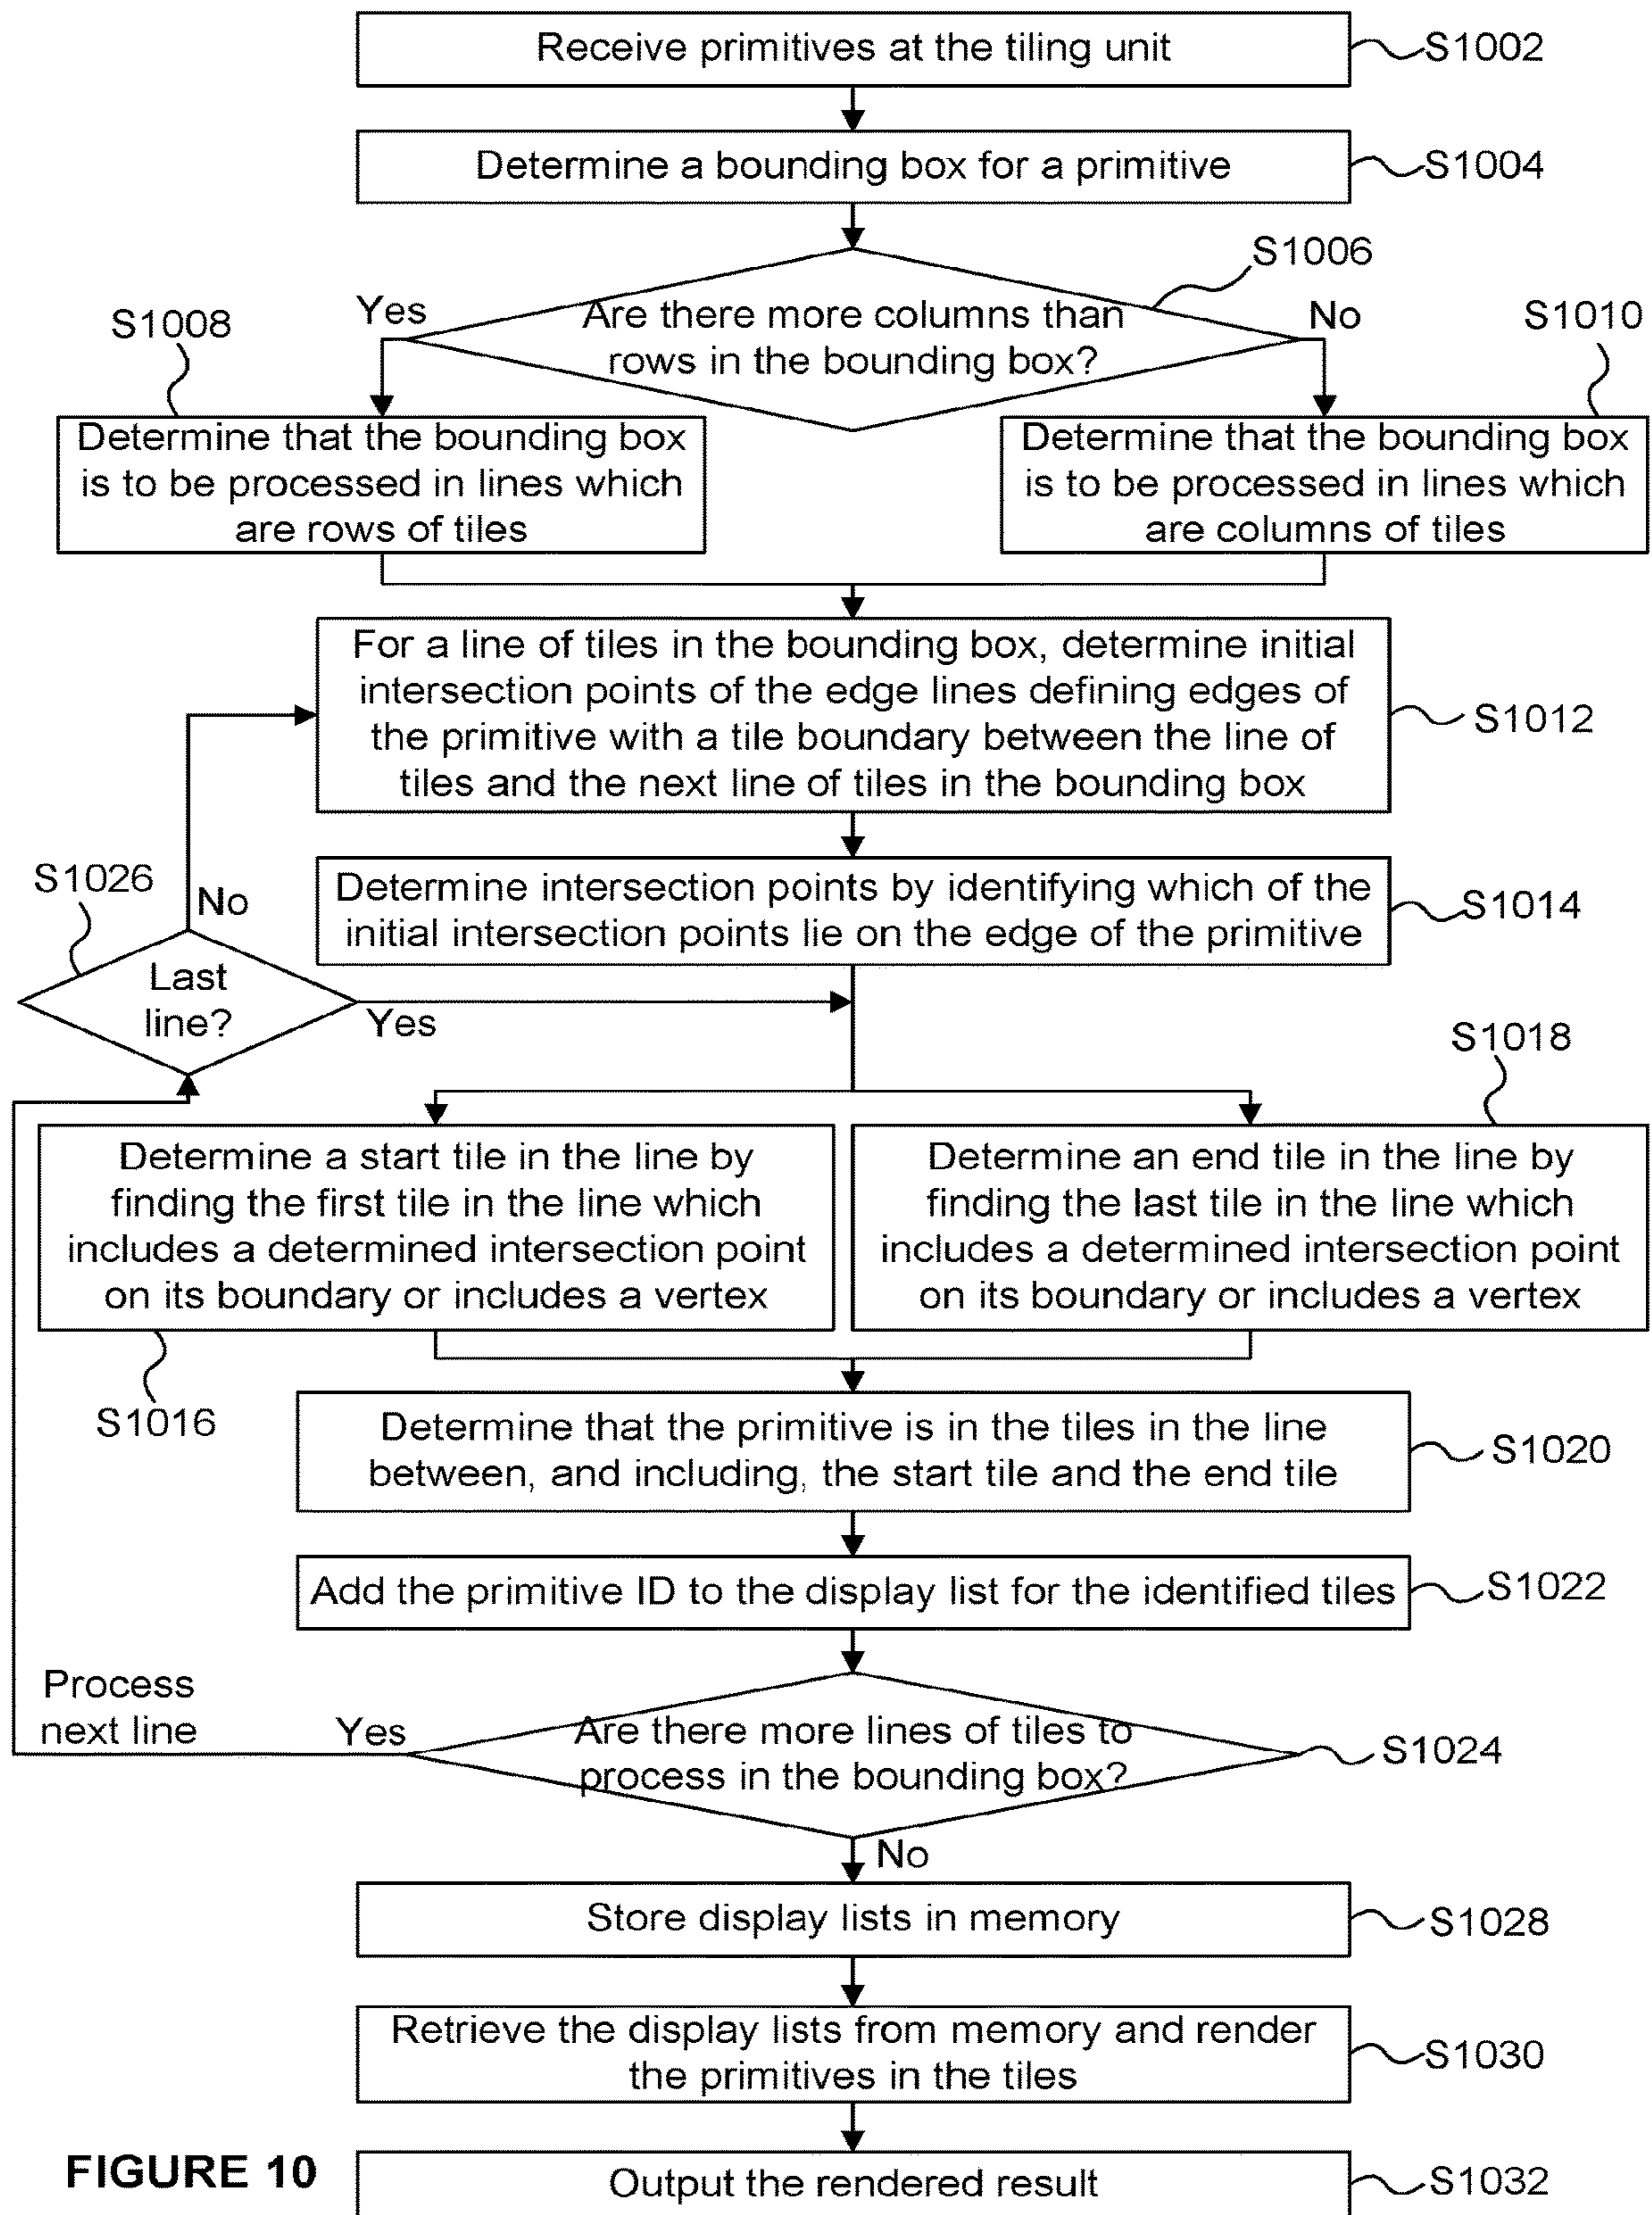 Receive primitives at the tiling unit
S1002
Determine a bounding box for a primitive
S1004
S1006
Are there more columns than
rows in the bounding box?
Yes
No
S1008
S1010
Determine that the bounding box
is to be processed in lines which
are rows of tiles
Determine that the bounding box
is to be processed in lines which
are columns of tiles
For a line of tiles in the bounding box, determine initial
intersection points of the edge lines defining edges of
the primitive with a tile boundary between the line of
tiles and the next line of tiles in the bounding box
S1012
S1026
No
Determine intersection points by identifying which of the
initial intersection points lie on the edge of the primitive
S1014
Last
line?
Yes
S1018
Determine a start tile in the line by
finding the first tile in the line which
includes a determined intersection point
on its boundary or includes a vertex
Determine an end tile in the line by
finding the last tile in the line which
includes a determined intersection point
on its boundary or includes a vertex
S1016
Determine that the primitive is in the tiles in the line
between, and including, the start tile and the end tile
S1020
Add the primitive ID to the display list for the identified tiles
S1022
Process
next line
Yes
Are there more lines of tiles to
process in the bounding box?
S1024
No
Store display lists in memory
S1028
Retrieve the display lists from memory and render
the primitives in the tiles
S1030
FIGURE 10
Output the rendered result
S1032